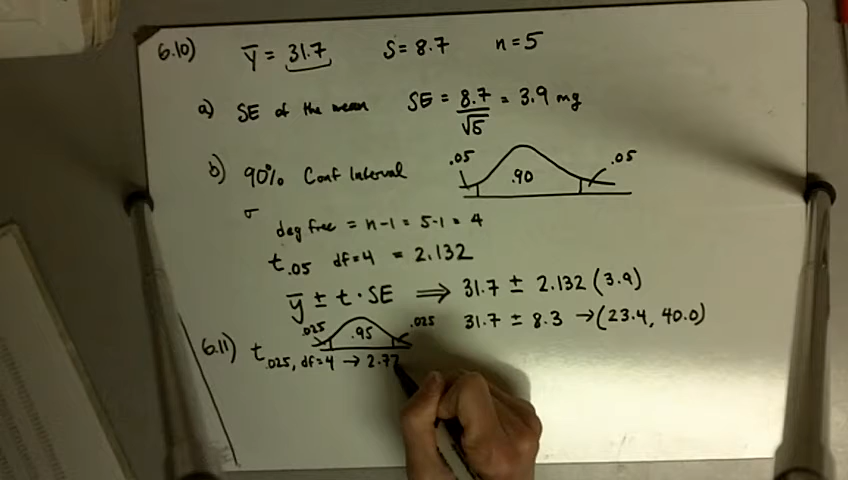 6.10) ȳ = 31.7 S = 8.7 n = 5
a) SE of the mean SE = 8.7/√5 = 3.9 mg
b) 90% Conf Interval .05 .90 .05
σ
deg free = n-1 = 5-1 = 4
t.05 df=4 = 2.132
ȳ ± t · SE ⟹ 31.7 ± 2.132 (3.9)
31.7 ± 8.3 → (23.4, 40.0)
.025 .95 .025
6.11) t.025, df=4 → 2.77